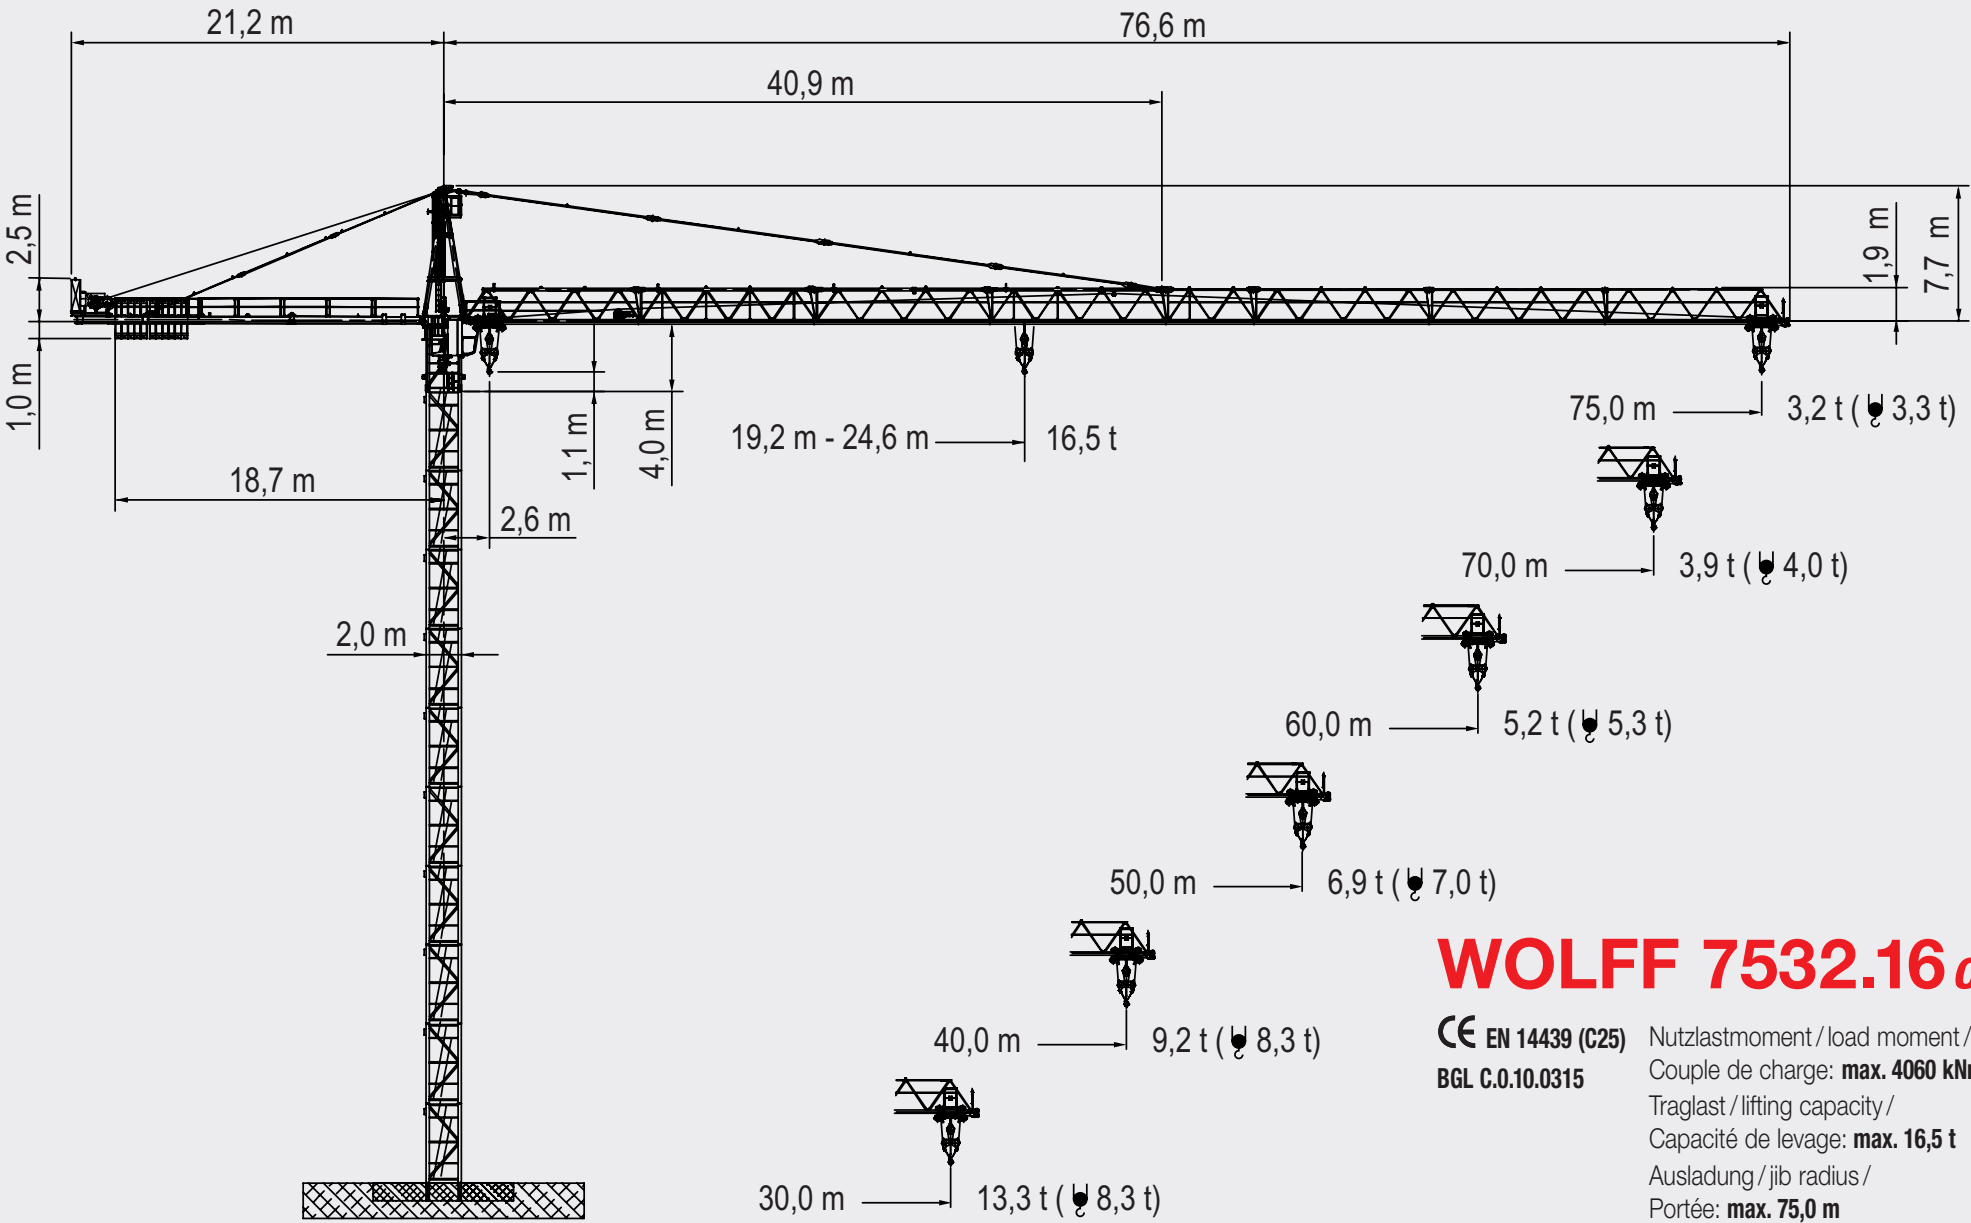 21,2 m
76,6 m
40,9 m
2,5 m
1,9 m
7,7 m
1,0 m
1,1 m
4,0 m
75,0 m 3,2 t ( 3,3 t)
19,2 m - 24,6 m 16,5 t
18,7 m
2,6 m
70,0 m 3,9 t ( 4,0 t)
2,0 m
60,0 m 5,2 t ( 5,3 t)
50,0 m 6,9 t ( 7,0 t)
WOLFF 7532.16
40,0 m 9,2 t ( 8,3 t)
CE EN 14439 (C25)
BGL C.0.10.0315
Nutzlastmoment / load moment /
Couple de charge: max. 4060 kNm
Traglast / lifting capacity /
Capacité de levage: max. 16,5 t
Ausladung / jib radius /
Portée: max. 75,0 m
30,0 m 13,3 t ( 8,3 t)